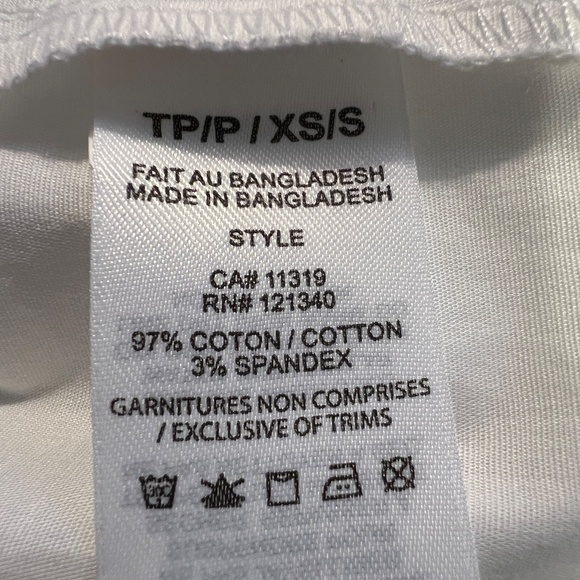 TP/P / XS/S
FAIT AU BANGLADESH
MADE IN BANGLADESH
STYLE
CA# 11319
RN# 121340
97% COTON / COTTON
3% SPANDEX
GARNITURES NON COMPRISES
/ EXCLUSIVE OF TRIMS
30C